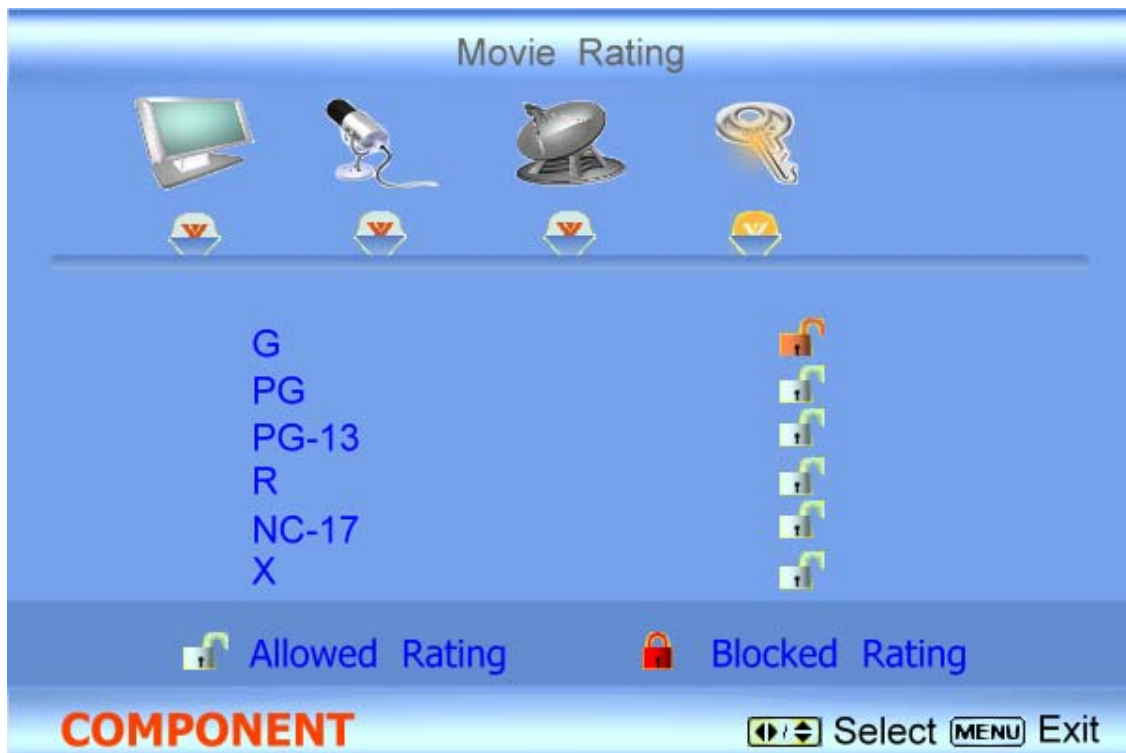 Movie Rating
G
PG
PG-13
R
NC-17
X
Allowed Rating Blocked Rating
COMPONENT Select MENU Exit